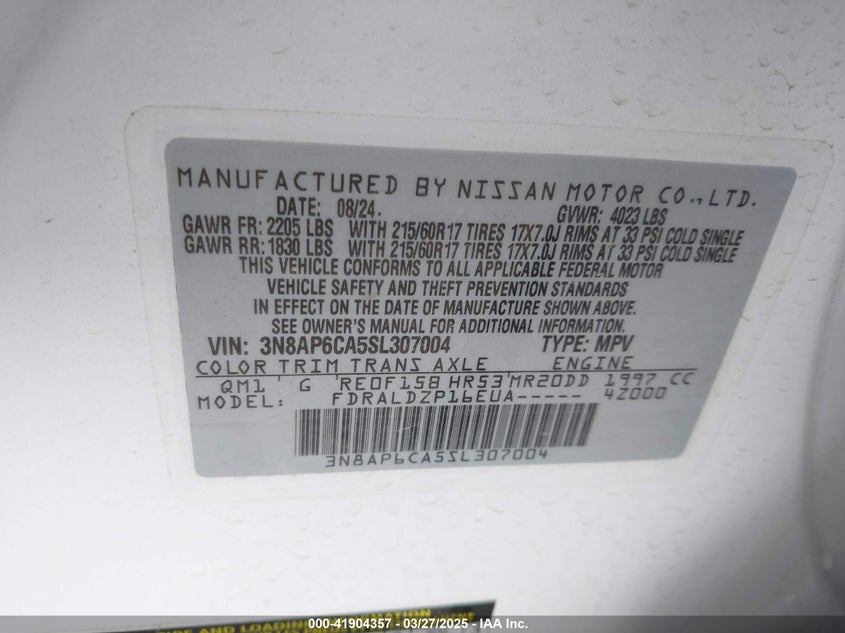 MANUFACTURED BY NISSAN MOTOR CO., LTD.
DATE: 08/24. GVWR: 4023 LBS
GAWR FR: 2205 LBS WITH 215/60R17 TIRES 17X7.0J RIMS AT 33 PSI COLD SINGLE
GAWR RR: 1830 LBS WITH 215/60R17 TIRES 17X7.0J RIMS AT 33 PSI COLD SINGLE
THIS VEHICLE CONFORMS TO ALL APPLICABLE FEDERAL MOTOR
VEHICLE SAFETY AND THEFT PREVENTION STANDARDS
IN EFFECT ON THE DATE OF MANUFACTURE SHOWN ABOVE.
SEE OWNER'S MANUAL FOR ADDITIONAL INFORMATION.
VIN: 3N8AP6CA5SL307004 TYPE: MPV
COLOR TRIM TRANS AXLE ENGINE
QM1 G RE0F15B HR53 MR20DD 1997 CC
MODEL: FDRALDZP16EUA----- 4Z000
3N8AP6CA5SL307004
TIRE AND LOADING INFORMATION
000-41904357 - 03/27/2025 - IAA Inc.